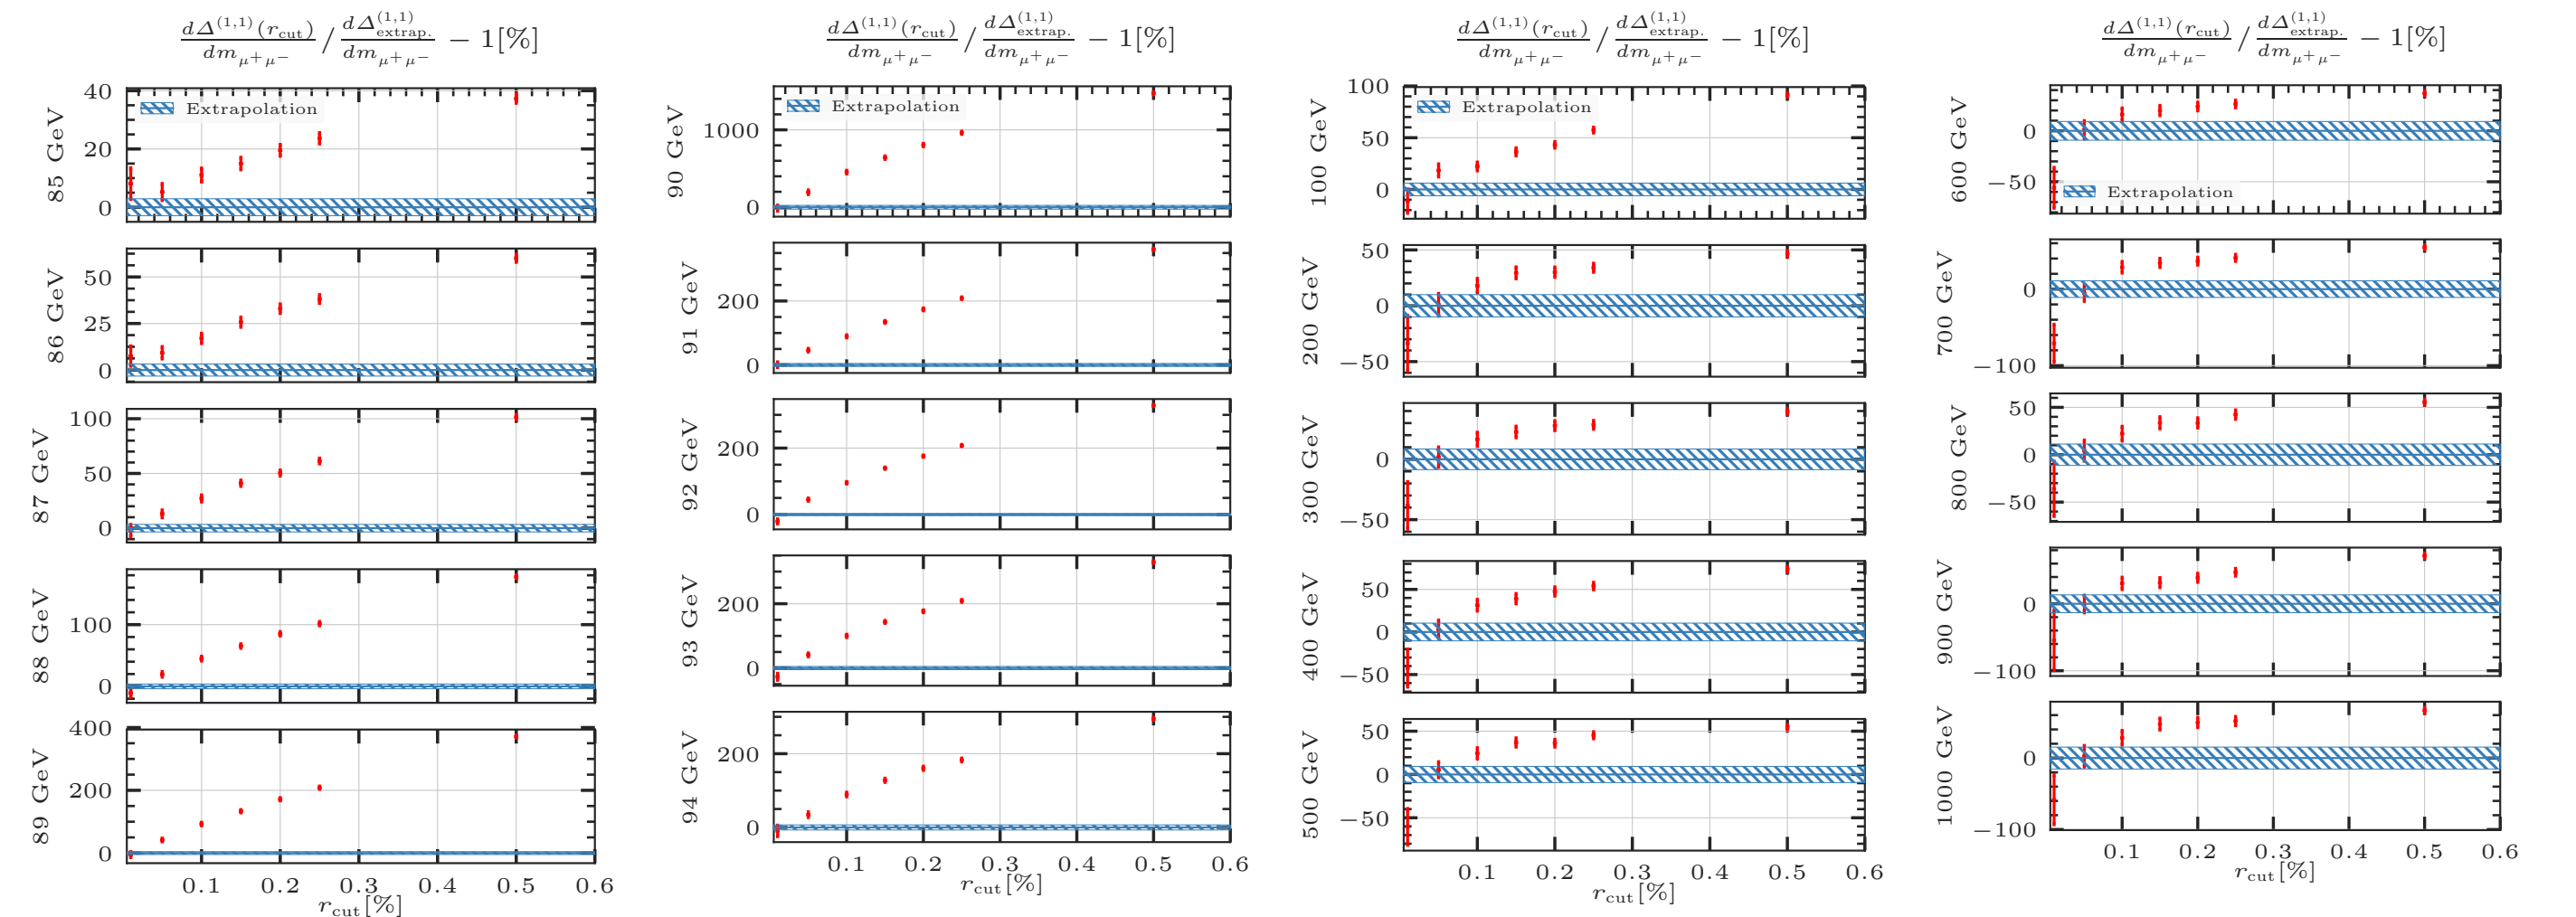 dΔ^(1,1)(r_cut)/dm_μ+μ− / dΔ^(1,1)_extrap./dm_μ+μ− − 1[%]
85 GeV
40
20
0
Extrapolation
86 GeV
50
25
0
87 GeV
100
50
0
88 GeV
100
0
89 GeV
400
200
0
0.1 0.2 0.3 0.4 0.5 0.6
r_cut[%]
dΔ^(1,1)(r_cut)/dm_μ+μ− / dΔ^(1,1)_extrap./dm_μ+μ− − 1[%]
90 GeV
1000
0
Extrapolation
91 GeV
200
0
92 GeV
200
0
93 GeV
200
0
94 GeV
200
0
0.1 0.2 0.3 0.4 0.5 0.6
r_cut[%]
dΔ^(1,1)(r_cut)/dm_μ+μ− / dΔ^(1,1)_extrap./dm_μ+μ− − 1[%]
100 GeV
100
50
0
Extrapolation
200 GeV
50
0
−50
300 GeV
0
−50
400 GeV
50
0
−50
500 GeV
50
0
−50
0.1 0.2 0.3 0.4 0.5 0.6
r_cut[%]
dΔ^(1,1)(r_cut)/dm_μ+μ− / dΔ^(1,1)_extrap./dm_μ+μ− − 1[%]
600 GeV
0
−50
Extrapolation
700 GeV
0
−100
800 GeV
50
0
−50
900 GeV
0
−100
1000 GeV
0
−100
0.1 0.2 0.3 0.4 0.5 0.6
r_cut[%]